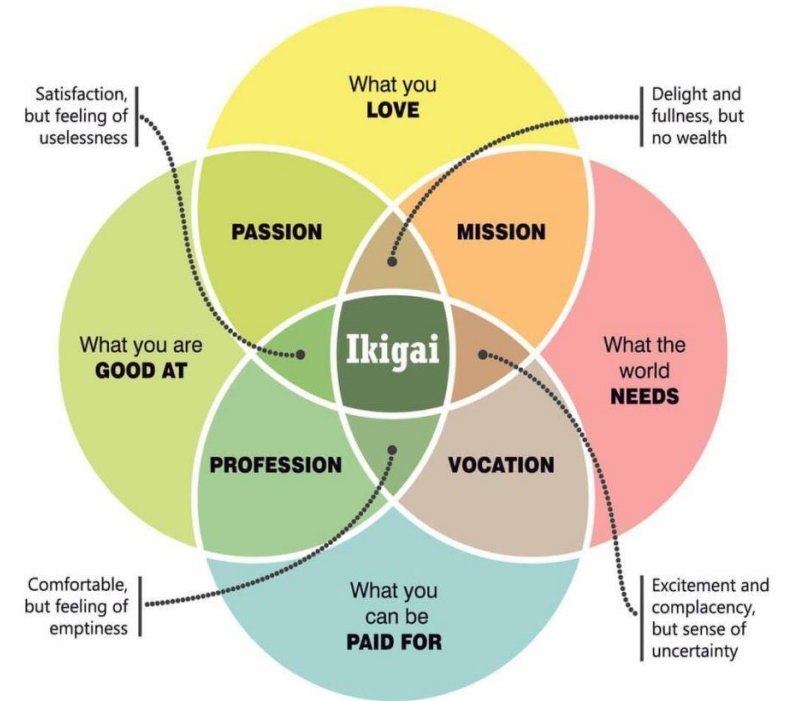 What you
LOVE
Satisfaction,
but feeling of
uselessness
Delight and
fullness, but
no wealth
PASSION
MISSION
What you are
GOOD AT
Ikigai
What the
world
NEEDS
PROFESSION
VOCATION
Comfortable,
but feeling of
emptiness
What you
can be
PAID FOR
Excitement and
complacency,
but sense of
uncertainty